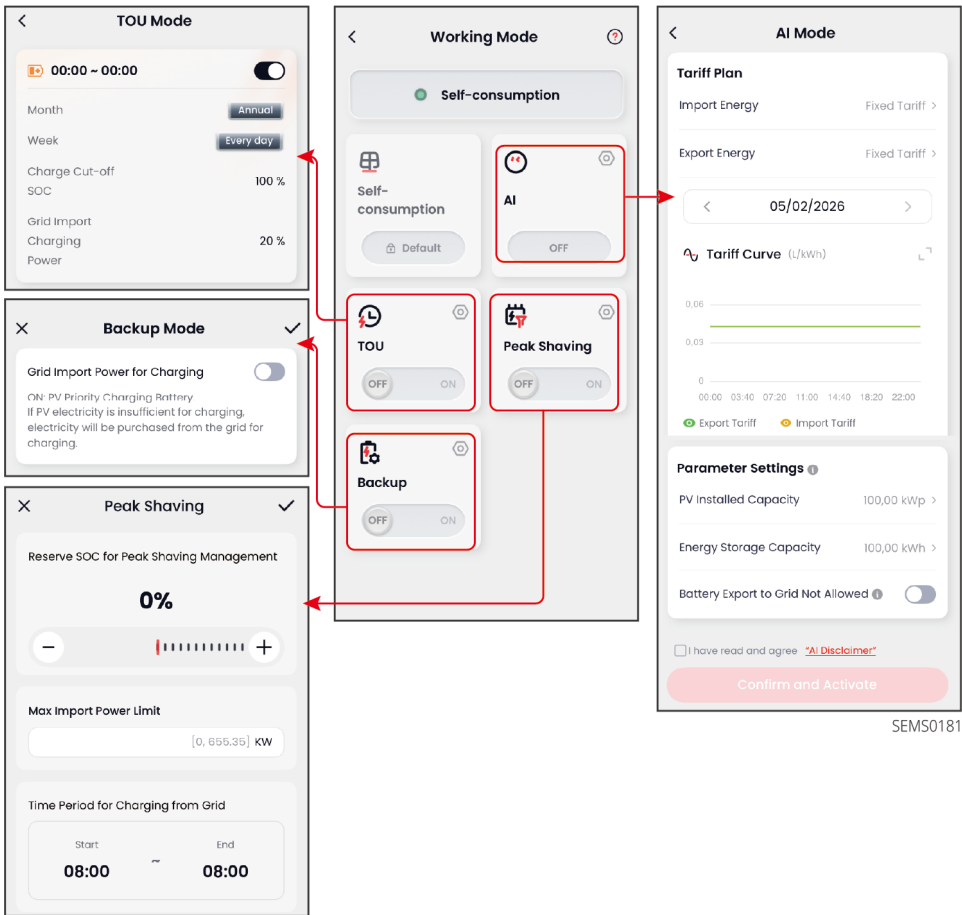 TOU Mode
00:00 ~ 00:00
Month
Annual
Week
Every day
Charge Cut-off
SOC
100 %
Grid Import
Charging
Power
20 %
Backup Mode
Grid Import Power for Charging
ON: PV Priority Charging Battery
If PV electricity is insufficient for charging,
electricity will be purchased from the grid for
charging.
Peak Shaving
Reserve SOC for Peak Shaving Management
0%
Max Import Power Limit
[0, 655.35] KW
Time Period for Charging from Grid
Start
End
08:00
~
08:00
Working Mode
?
Self-consumption
Self-
consumption
Default
AI
OFF
TOU
OFF
ON
Peak Shaving
OFF
ON
Backup
OFF
ON
AI Mode
Tariff Plan
Import Energy
Fixed Tariff >
Export Energy
Fixed Tariff >
< 05/02/2026 >
Tariff Curve (L/kWh)
0.06
0.03
0
00:00 03:40 07:20 11:00 14:40 18:20 22:00
Export Tariff
Import Tariff
Parameter Settings
PV Installed Capacity
100,00 kWp >
Energy Storage Capacity
100,00 kWh >
Battery Export to Grid Not Allowed
I have read and agree "AI Disclaimer"
Confirm and Activate
SEMS0181